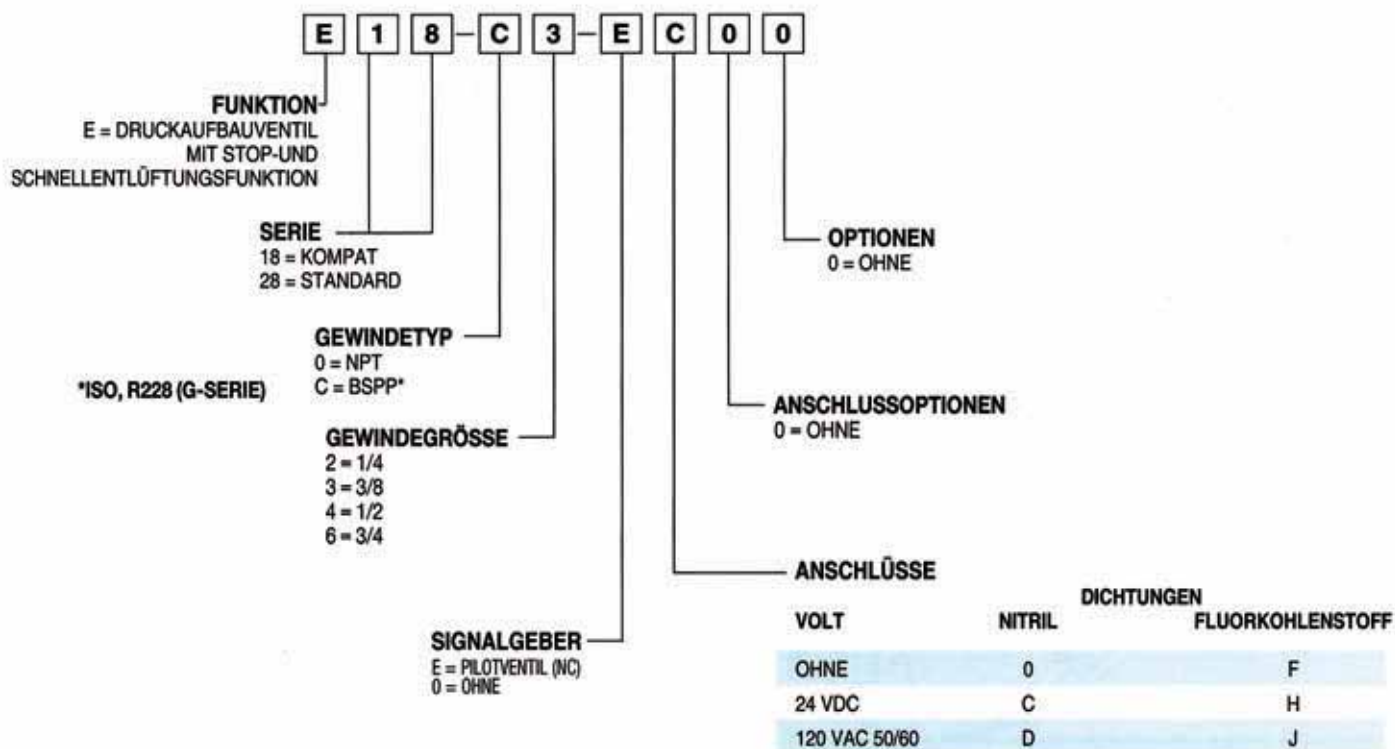 E 1 8 - C 3 - E C 0 0
FUNKTION
E = DRUCKAUFBAUVENTIL
MIT STOP-UND
SCHNELLENTLÜFTUNGSFUNKTION
SERIE
18 = KOMPAT
28 = STANDARD
OPTIONEN
0 = OHNE
GEWINDETYP
0 = NPT
*ISO, R228 (G-SERIE)
C = BSPP*
ANSCHLUSSOPTIONEN
0 = OHNE
GEWINDEGRÖSSE
2 = 1/4
3 = 3/8
4 = 1/2
6 = 3/4
ANSCHLÜSSE
DICHTUNGEN
VOLT NITRIL FLUORKOHLENSTOFF
OHNE 0 F
24 VDC C H
120 VAC 50/60 D J
SIGNALGEBER
E = PILOTVENTIL (NC)
0 = OHNE